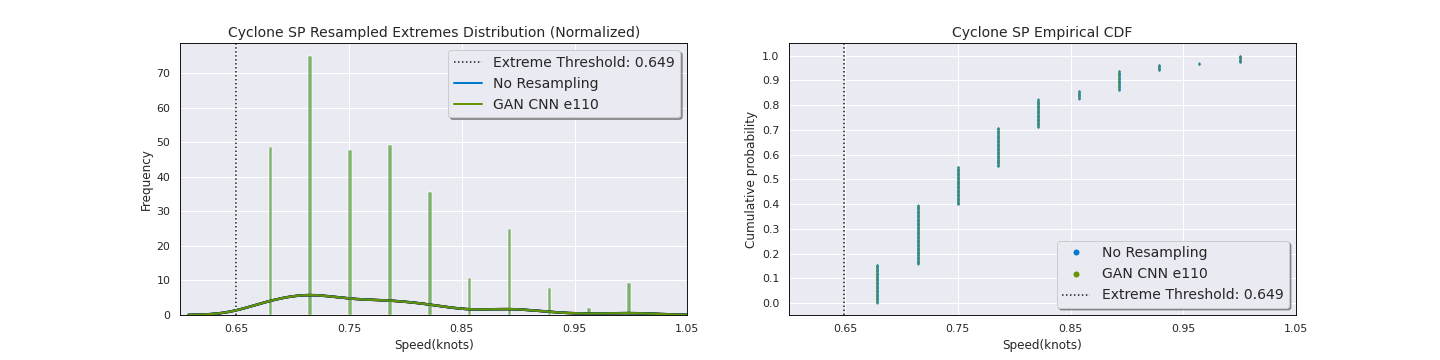 Cyclone SP Resampled Extremes Distribution (Normalized)
Extreme Threshold: 0.649
No Resampling
GAN CNN e110
Frequency
70
60
50
40
30
20
10
0
0.65
0.75
0.85
0.95
1.05
Speed(knots)
Cyclone SP Empirical CDF
Cumulative probability
1.0
0.9
0.8
0.7
0.6
0.5
0.4
0.3
0.2
0.1
0.0
No Resampling
GAN CNN e110
Extreme Threshold: 0.649
0.65
0.75
0.85
0.95
1.05
Speed(knots)